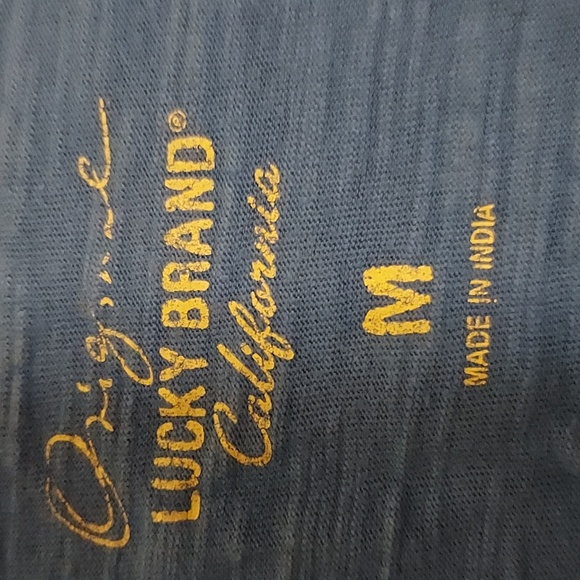 Original
LUCKY BRAND®
California
M
MADE IN INDIA